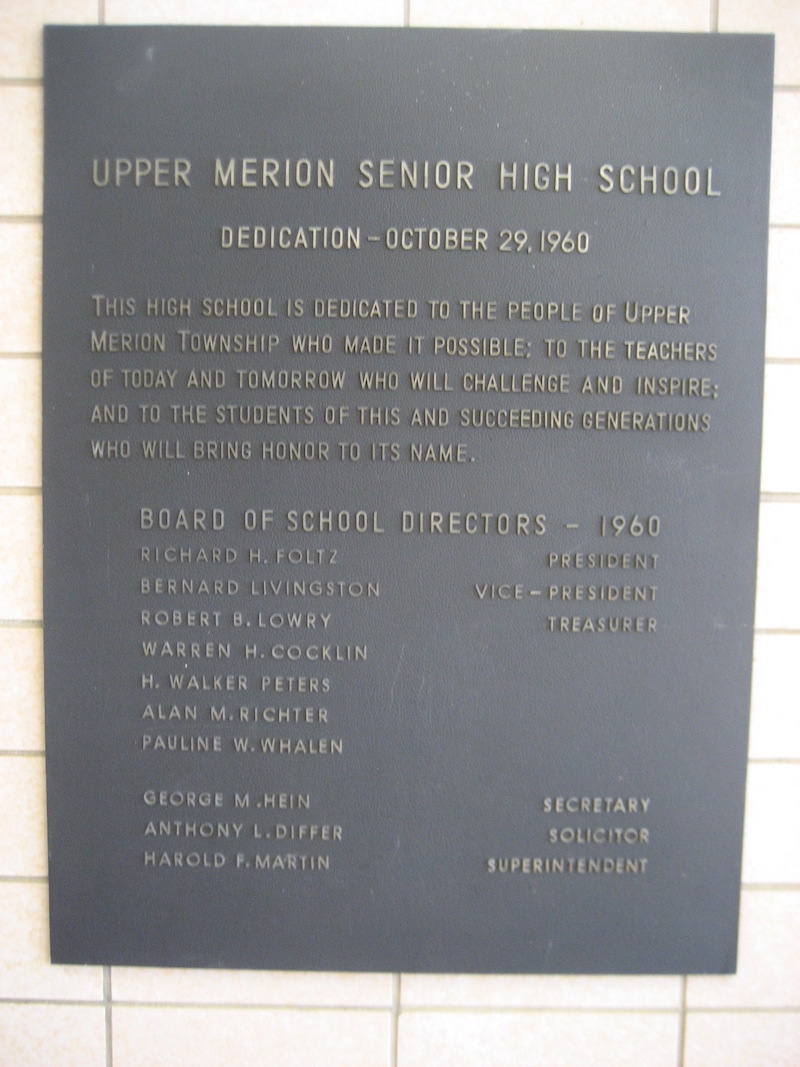 UPPER MERION SENIOR HIGH SCHOOL
DEDICATION – OCTOBER 29, 1960
THIS HIGH SCHOOL IS DEDICATED TO THE PEOPLE OF UPPER
MERION TOWNSHIP WHO MADE IT POSSIBLE; TO THE TEACHERS
OF TODAY AND TOMORROW WHO WILL CHALLENGE AND INSPIRE;
AND TO THE STUDENTS OF THIS AND SUCCEEDING GENERATIONS
WHO WILL BRING HONOR TO ITS NAME.
BOARD OF SCHOOL DIRECTORS – 1960
RICHARD H. FOLTZ PRESIDENT
BERNARD LIVINGSTON VICE – PRESIDENT
ROBERT B. LOWRY TREASURER
WARREN H. COCKLIN
H. WALKER PETERS
ALAN M. RICHTER
PAULINE W. WHALEN
GEORGE M. HEIN SECRETARY
ANTHONY L. DIFFER SOLICITOR
HAROLD F. MARTIN SUPERINTENDENT